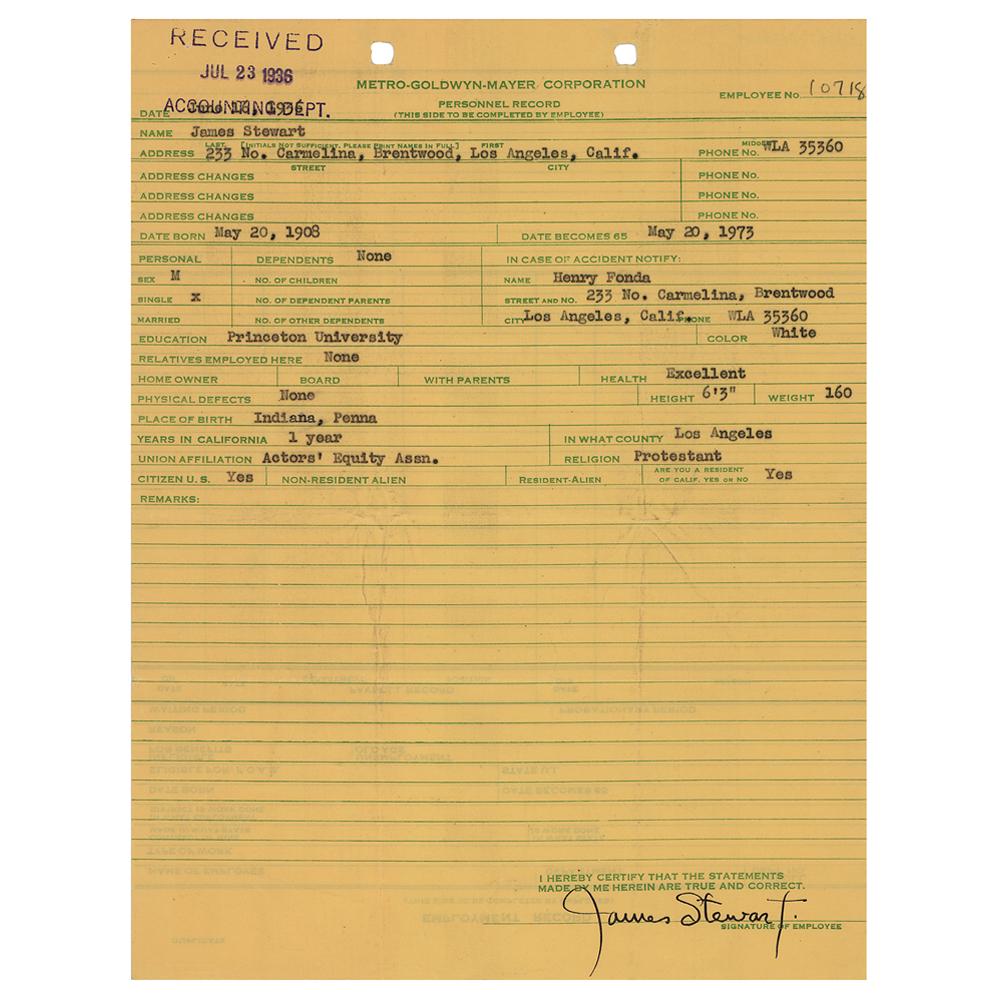 RECEIVED
JUL 23 1936
ACCOUNTING DEPT.
METRO-GOLDWYN-MAYER CORPORATION
EMPLOYEE No. 10718
PERSONNEL RECORD
(THIS SIDE TO BE COMPLETED BY EMPLOYEE)
DATE June 1936
NAME James Stewart
LAST (INITIALS NOT SUFFICIENT. PLEASE PRINT NAMES IN FULL) FIRST MIDDLE
ADDRESS 233 No. Carmelina, Brentwood, Los Angeles, Calif. PHONE No. WLA 35360
STREET CITY
ADDRESS CHANGES PHONE No.
ADDRESS CHANGES PHONE No.
ADDRESS CHANGES PHONE No.
DATE BORN May 20, 1908 DATE BECOMES 65 May 20, 1973
PERSONAL DEPENDENTS None IN CASE OF ACCIDENT NOTIFY:
SEX M NO. OF CHILDREN NAME Henry Fonda
SINGLE X NO. OF DEPENDENT PARENTS STREET AND NO. 233 No. Carmelina, Brentwood
MARRIED NO. OF OTHER DEPENDENTS CITY Los Angeles, Calif. PHONE WLA 35360
EDUCATION Princeton University COLOR White
RELATIVES EMPLOYED HERE None
HOME OWNER BOARD WITH PARENTS HEALTH Excellent
PHYSICAL DEFECTS None HEIGHT 6'3" WEIGHT 160
PLACE OF BIRTH Indiana, Penna
YEARS IN CALIFORNIA 1 year IN WHAT COUNTY Los Angeles
UNION AFFILIATION Actors' Equity Assn. RELIGION Protestant
CITIZEN U. S. Yes NON-RESIDENT ALIEN RESIDENT-ALIEN ARE YOU A RESIDENT OF CALIF. YES OR NO Yes
REMARKS:
I HEREBY CERTIFY THAT THE STATEMENTS
MADE BY ME HEREIN ARE TRUE AND CORRECT.
James Stewart
SIGNATURE OF EMPLOYEE